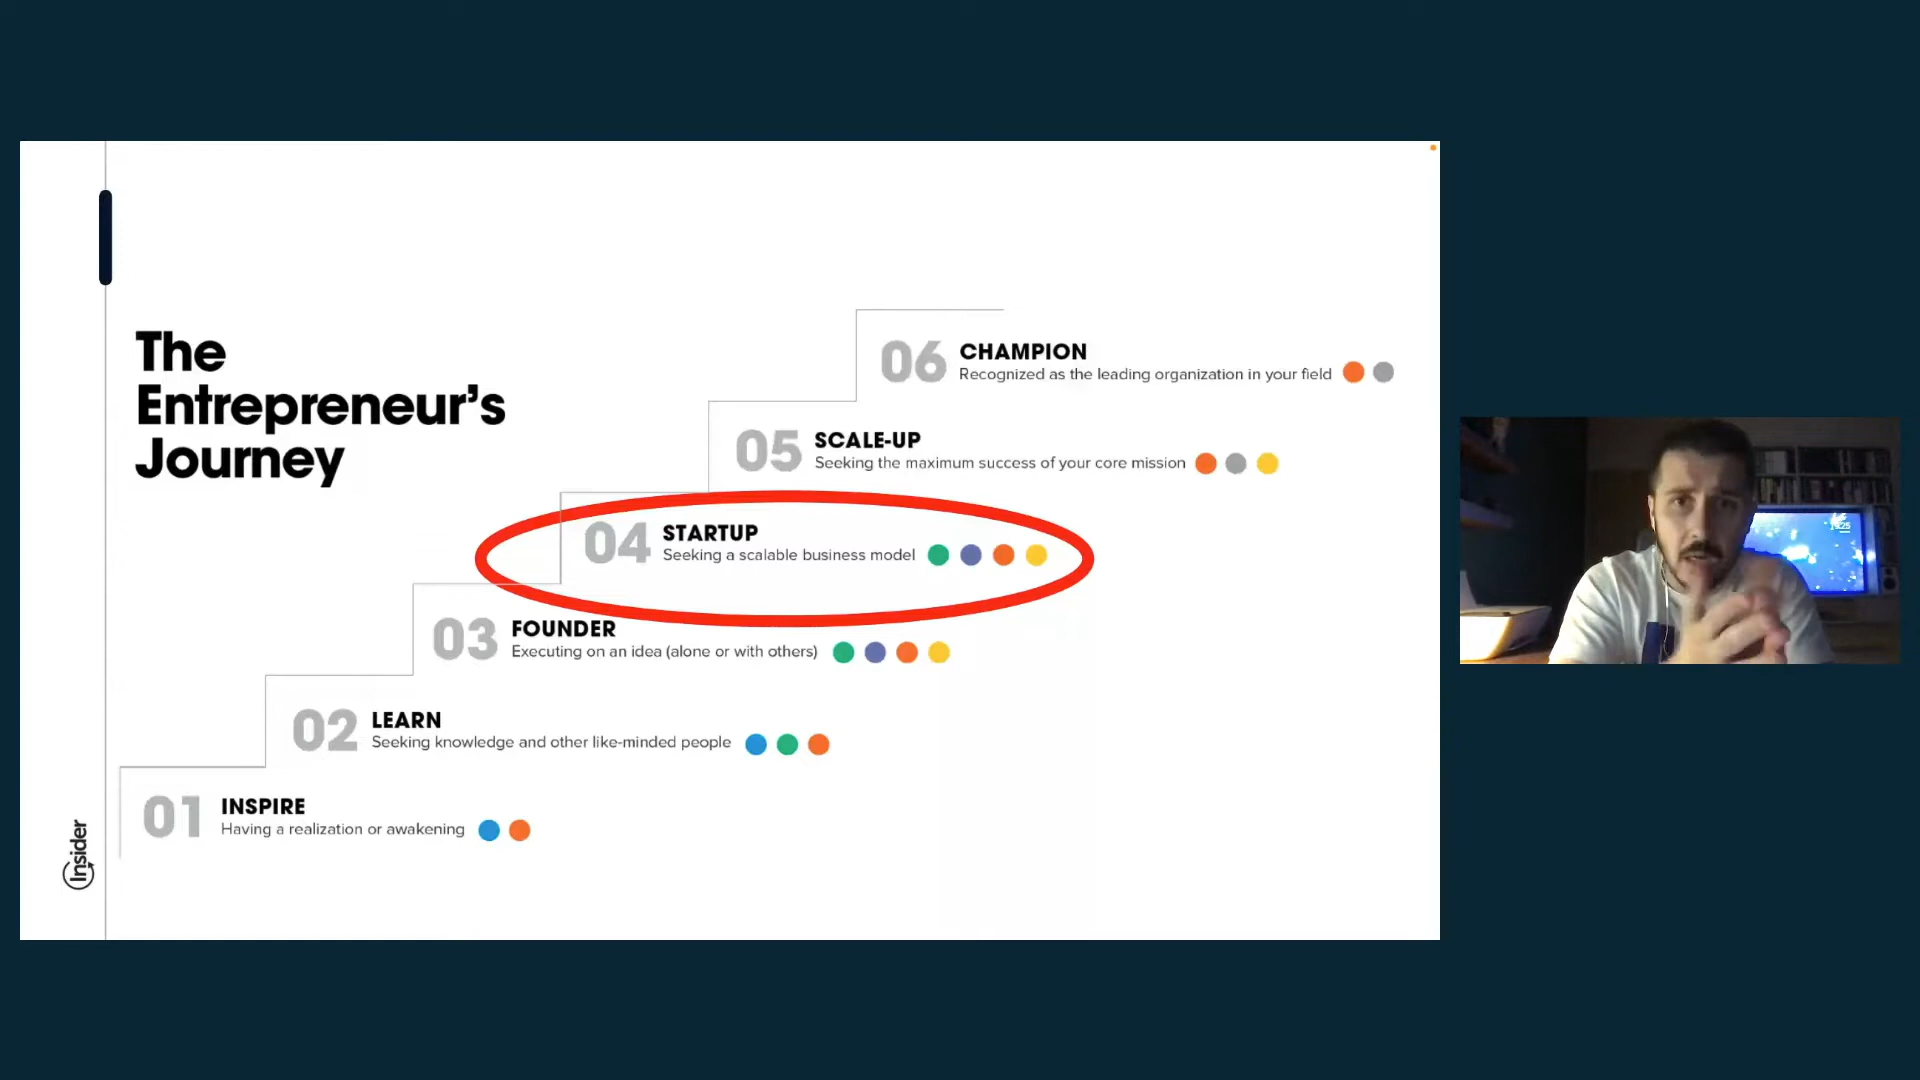 The
Entrepreneur's
Journey
06 CHAMPION
Recognized as the leading organization in your field
05 SCALE-UP
Seeking the maximum success of your core mission
04 STARTUP
Seeking a scalable business model
03 FOUNDER
Executing on an idea (alone or with others)
02 LEARN
Seeking knowledge and other like-minded people
01 INSPIRE
Having a realization or awakening
Insider